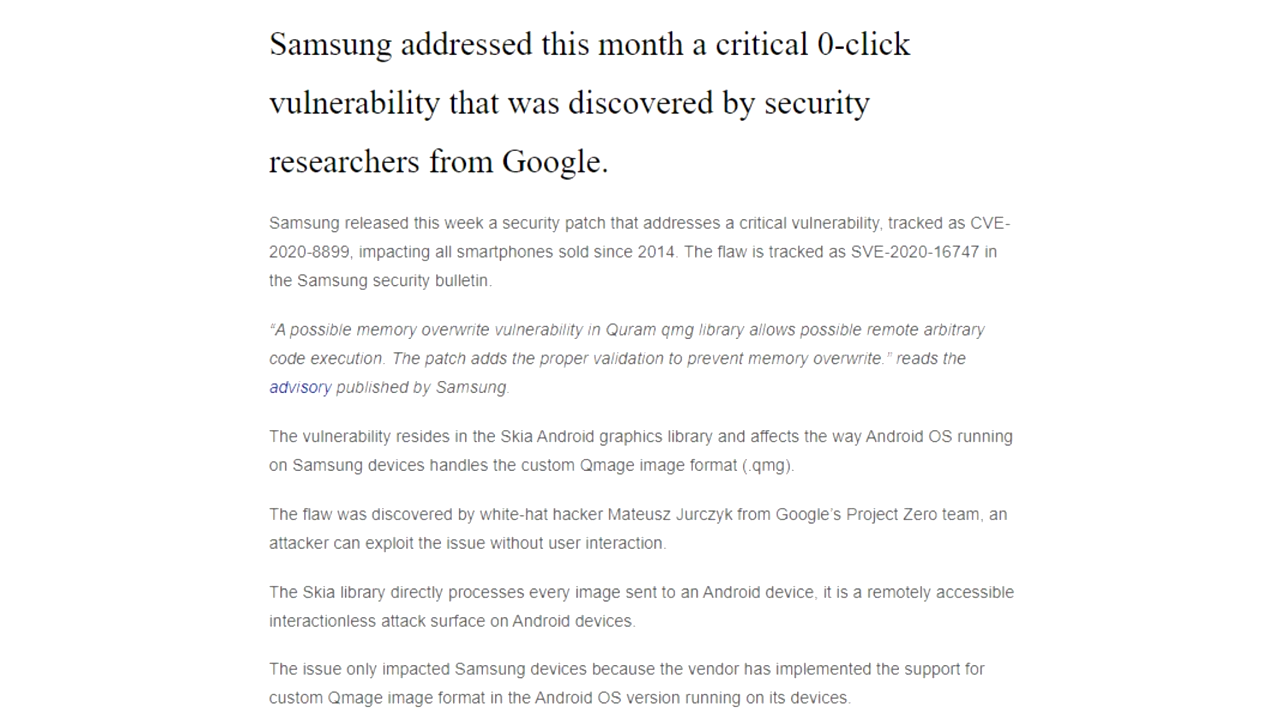 Samsung addressed this month a critical 0-click
vulnerability that was discovered by security
researchers from Google.
Samsung released this week a security patch that addresses a critical vulnerability, tracked as CVE-
2020-8899, impacting all smartphones sold since 2014. The flaw is tracked as SVE-2020-16747 in
the Samsung security bulletin.
“A possible memory overwrite vulnerability in Quram qmg library allows possible remote arbitrary
code execution. The patch adds the proper validation to prevent memory overwrite.” reads the
advisory published by Samsung.
The vulnerability resides in the Skia Android graphics library and affects the way Android OS running
on Samsung devices handles the custom Qmage image format (.qmg).
The flaw was discovered by white-hat hacker Mateusz Jurczyk from Google’s Project Zero team, an
attacker can exploit the issue without user interaction.
The Skia library directly processes every image sent to an Android device, it is a remotely accessible
interactionless attack surface on Android devices.
The issue only impacted Samsung devices because the vendor has implemented the support for
custom Qmage image format in the Android OS version running on its devices.